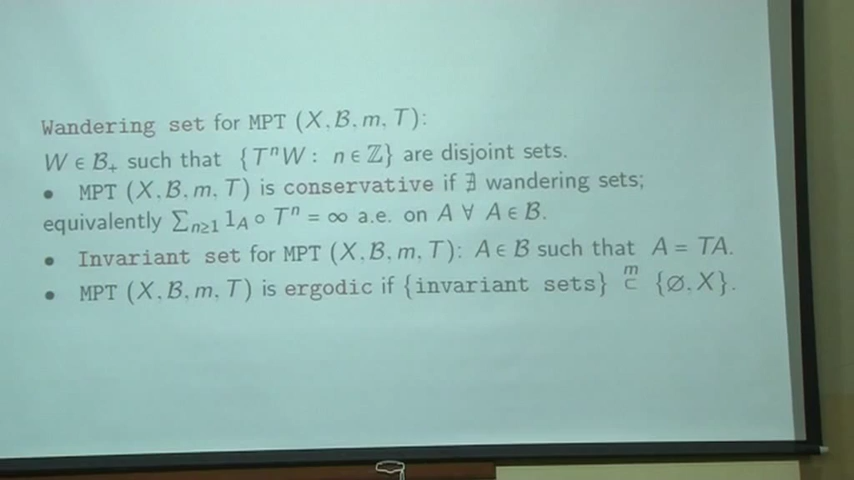 Wandering set for MPT (X, B, m, T):
W ∈ B₊ such that {TⁿW : n ∈ ℤ} are disjoint sets.
• MPT (X, B, m, T) is conservative if ∄ wandering sets;
equivalently ∑ₙ≥₁ 1_A ∘ Tⁿ = ∞ a.e. on A ∀ A ∈ B.
• Invariant set for MPT (X, B, m, T): A ∈ B such that A = TA.
• MPT (X, B, m, T) is ergodic if {invariant sets} ⊂^m {∅, X}.